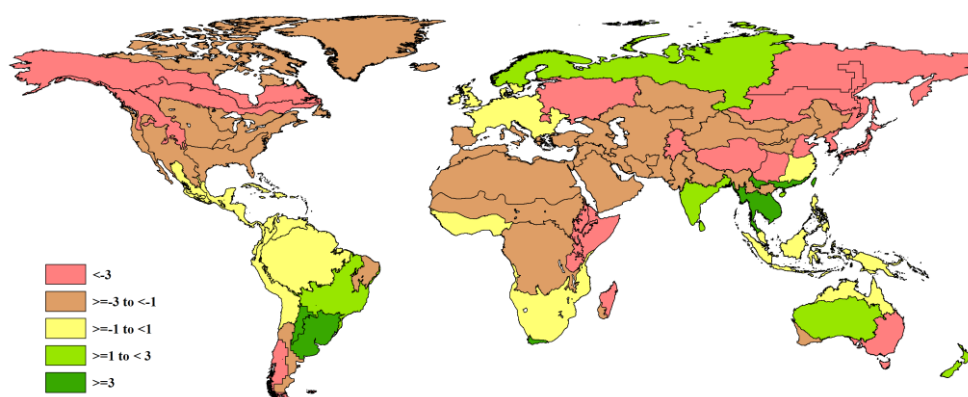 <-3
>=-3 to <-1
>=-1 to <1
>=1 to < 3
>=3